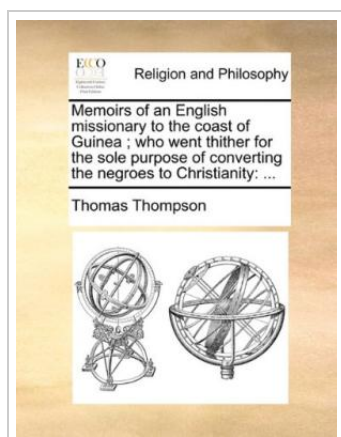 ECCO
Religion and Philosophy
Memoirs of an English
missionary to the coast of
Guinea ; who went thither for
the sole purpose of converting
the negroes to Christianity: ...
Thomas Thompson